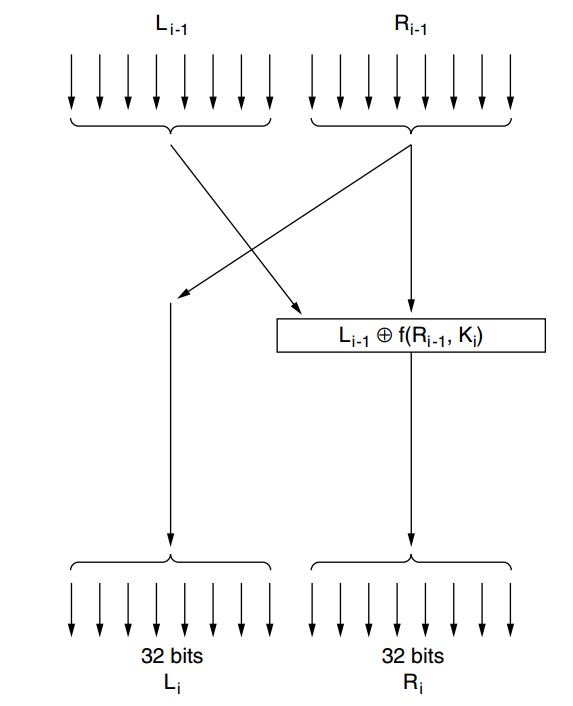 Lᵢ₋₁ Rᵢ₋₁
Lᵢ₋₁ ⊕ f(Rᵢ₋₁, Kᵢ)
32 bits 32 bits
Lᵢ Rᵢ